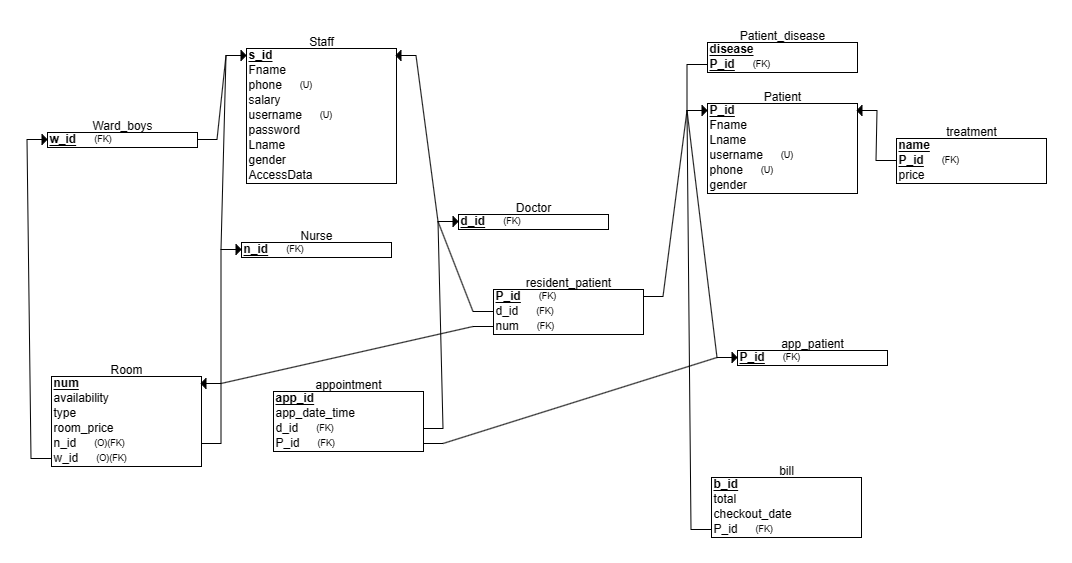 Staff
s_id
Fname
phone (U)
salary
username (U)
password
Lname
gender
AccessData
Patient_disease
disease
P_id (FK)
Patient
P_id
Fname
Lname
username (U)
phone (U)
gender
treatment
name
P_id (FK)
price
Ward_boys
w_id (FK)
Doctor
d_id (FK)
Nurse
n_id (FK)
resident_patient
P_id (FK)
d_id (FK)
num (FK)
app_patient
P_id (FK)
Room
num
availability
type
room_price
n_id (O)(FK)
w_id (O)(FK)
appointment
app_id
app_date_time
d_id (FK)
P_id (FK)
bill
b_id
total
checkout_date
P_id (FK)